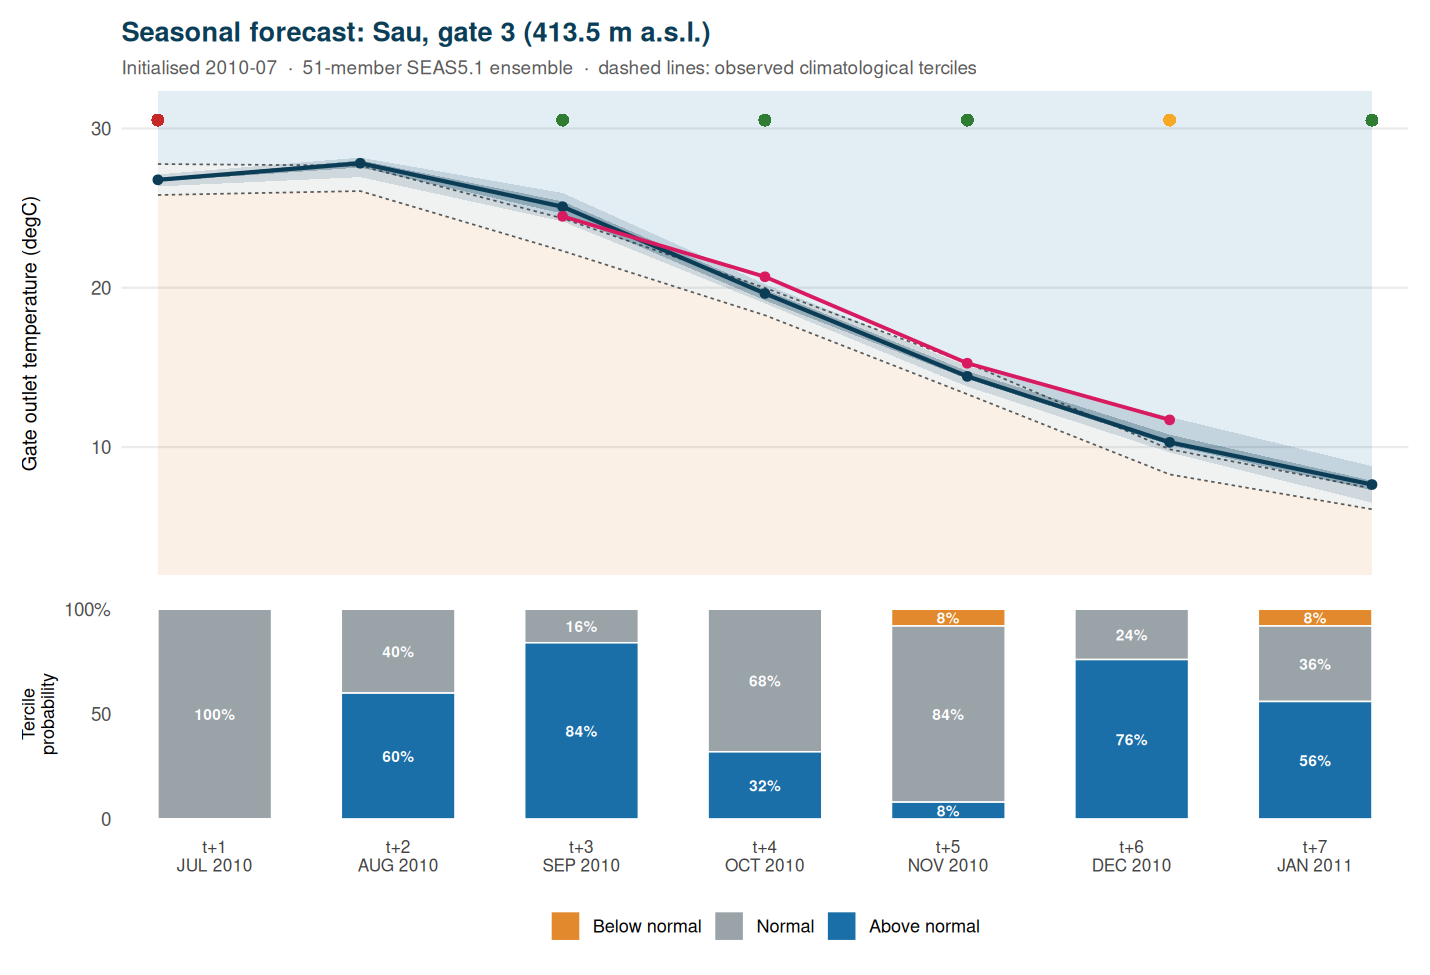 Seasonal forecast: Sau, gate 3 (413.5 m a.s.l.)
Initialised 2010-07 · 51-member SEAS5.1 ensemble · dashed lines: observed climatological terciles
Gate outlet temperature (degC)
30
20
10
Tercile
probability
100%
50
0
100%
40%
60%
16%
84%
68%
32%
8%
84%
8%
24%
76%
8%
36%
56%
t+1
JUL 2010
t+2
AUG 2010
t+3
SEP 2010
t+4
OCT 2010
t+5
NOV 2010
t+6
DEC 2010
t+7
JAN 2011
Below normal
Normal
Above normal